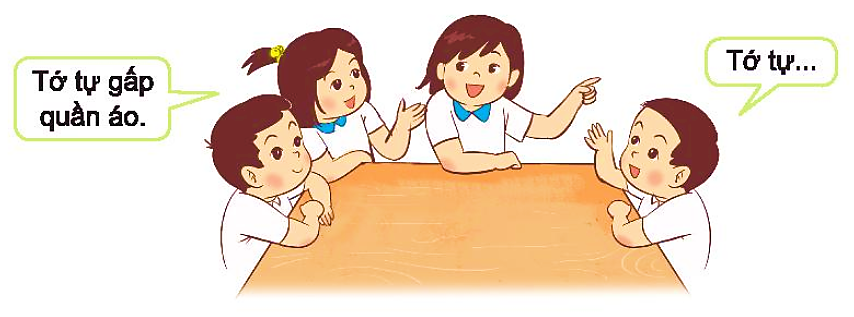 Tớ tự gấp
quần áo.
Tớ tự...